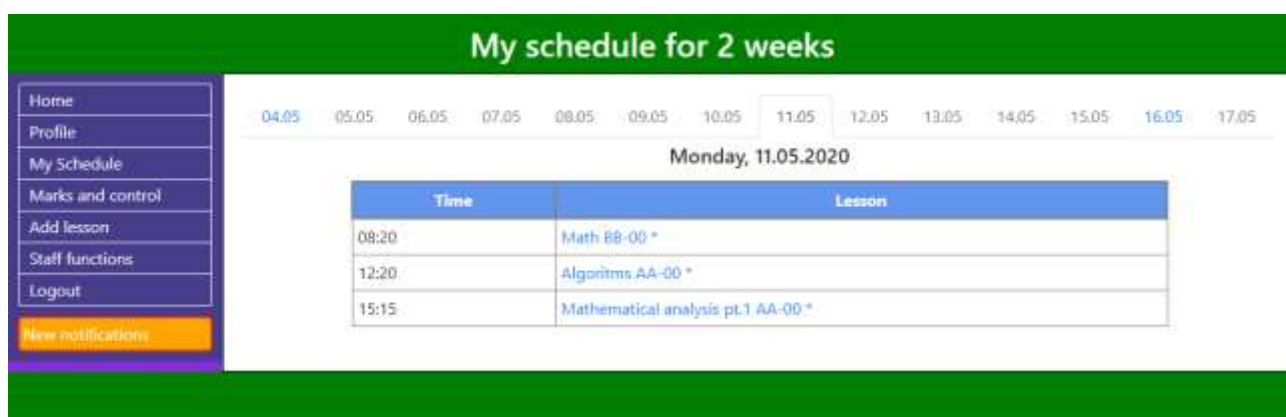 My schedule for 2 weeks
Home
Profile
My Schedule
Marks and control
Add lesson
Staff functions
Logout
New notifications
04.05 05.05 06.05 07.05 08.05 09.05 10.05 11.05 12.05 13.05 14.05 15.05 16.05 17.05
Monday, 11.05.2020
Time Lesson
08:20 Math BB-00 *
12:20 Algoritms AA-00 *
15:15 Mathematical analysis pt.1 AA-00 *